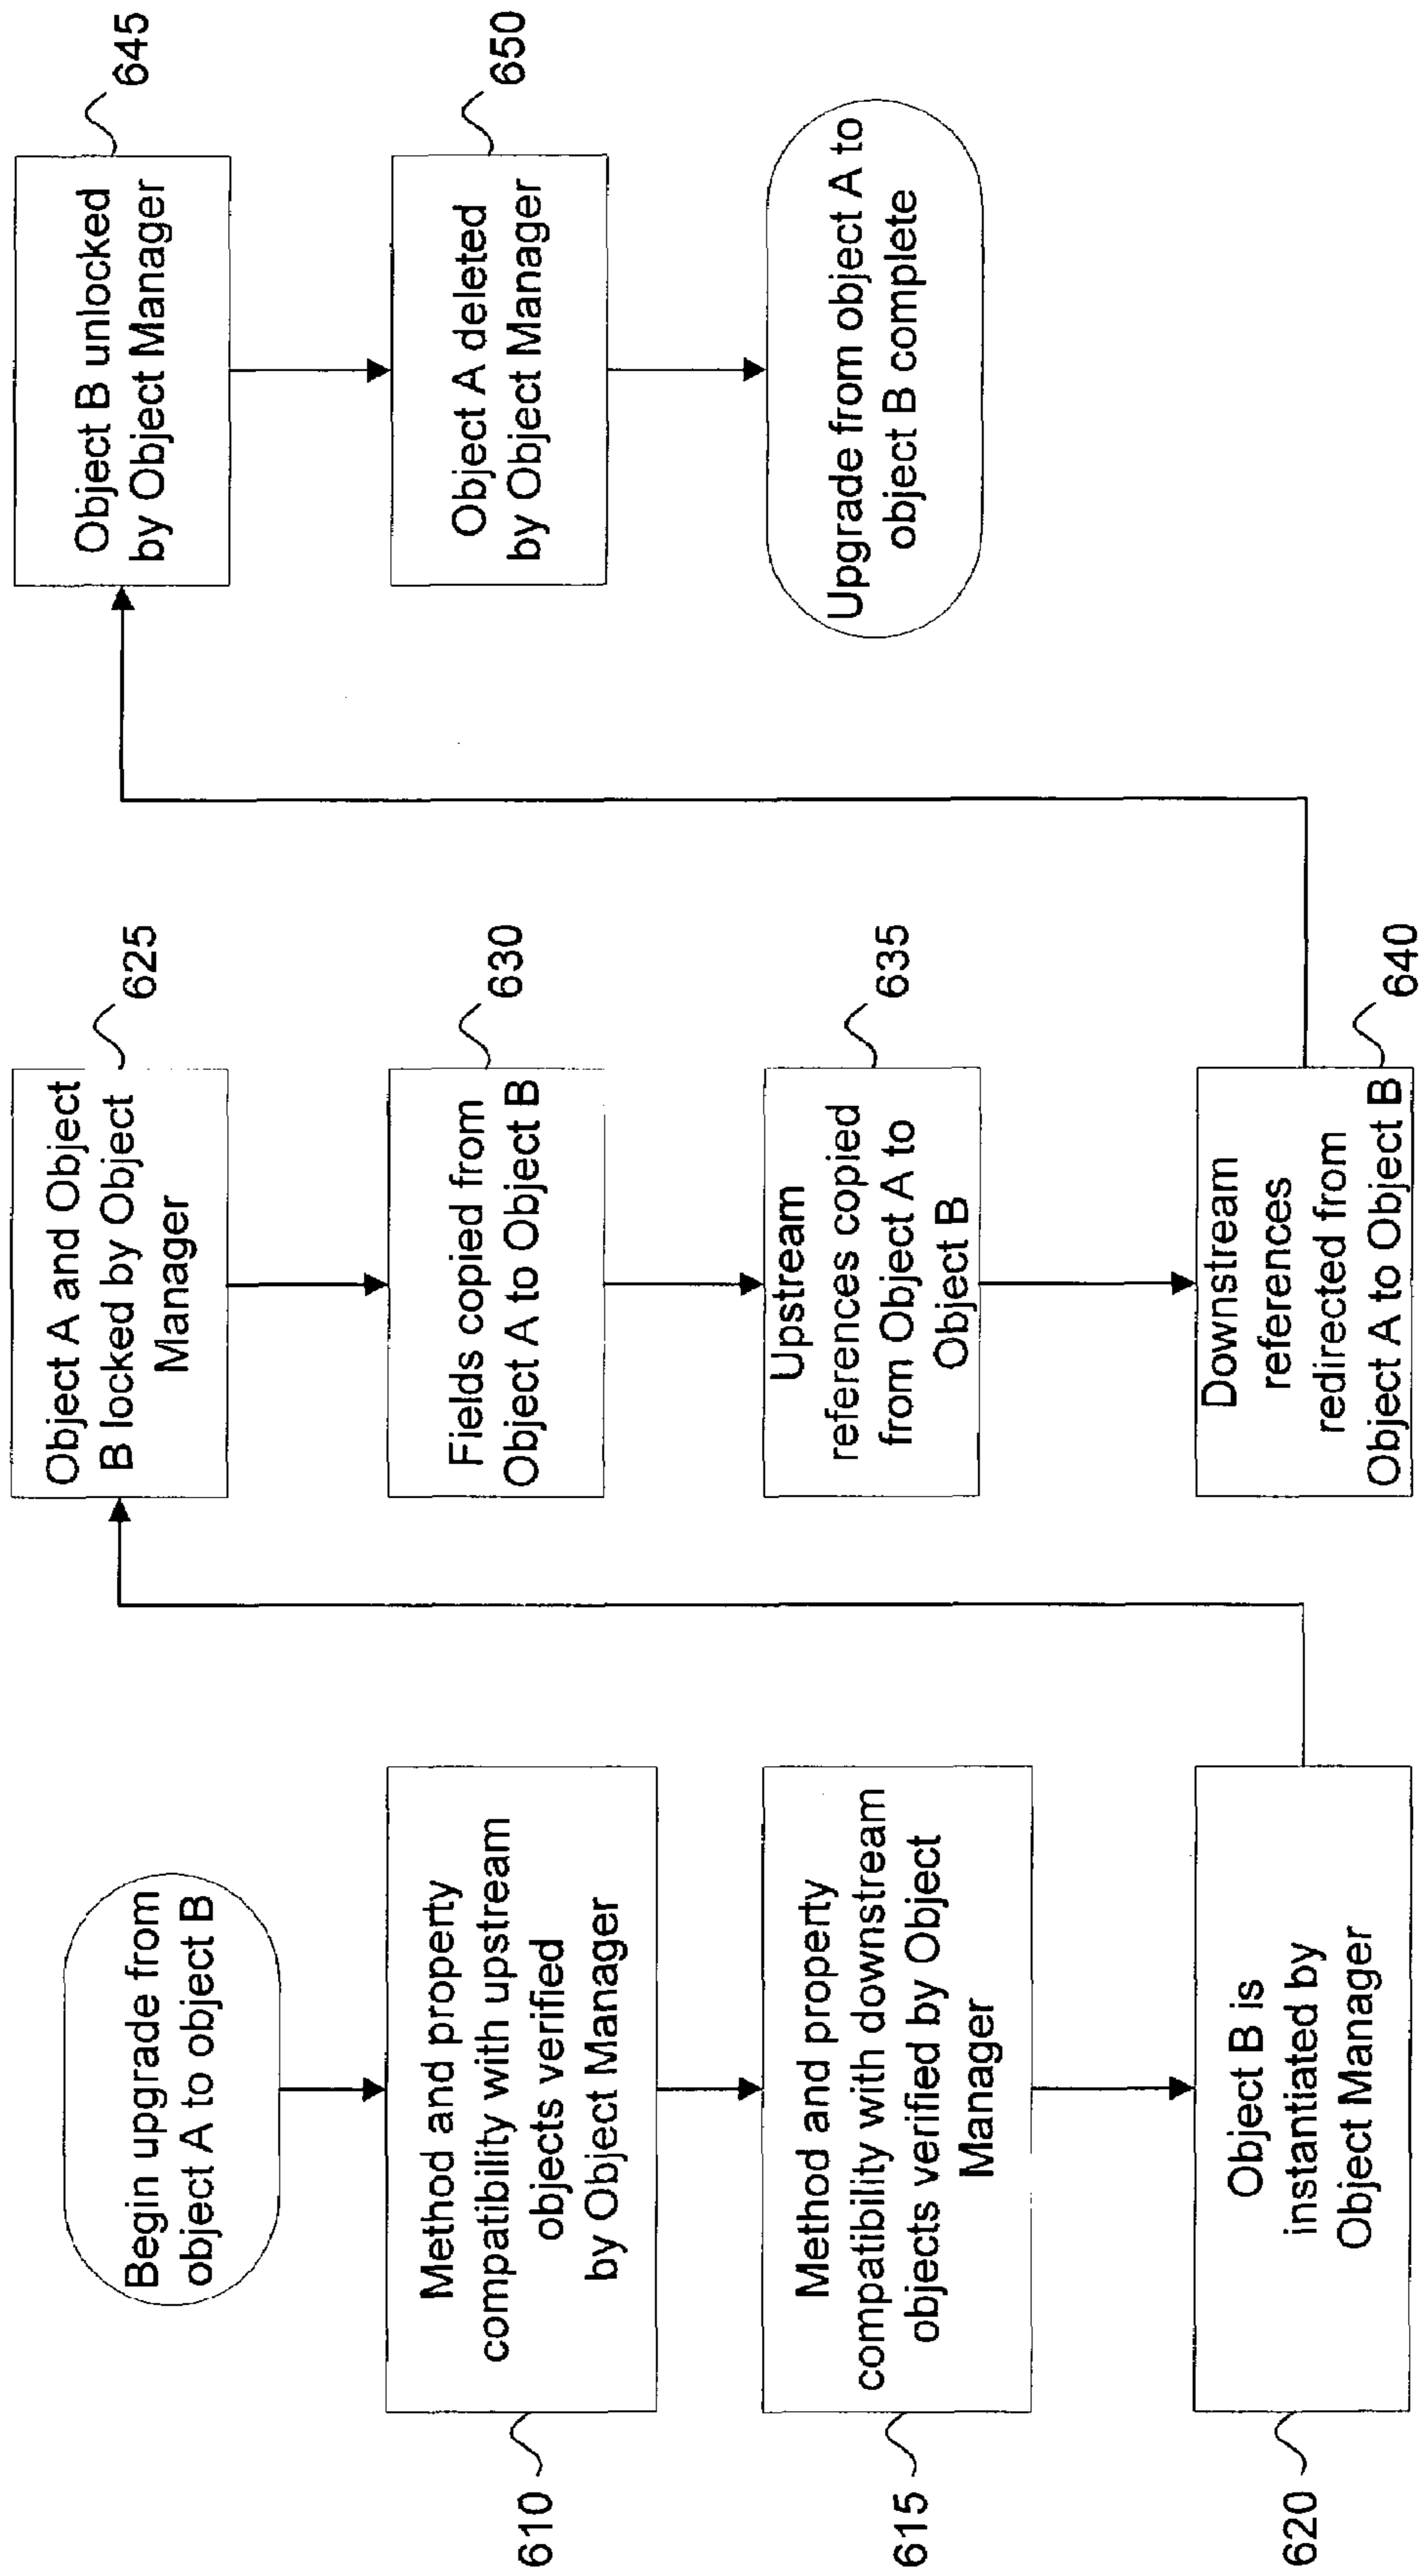 Begin upgrade from
object A to object B
Method and property
compatibility with upstream
objects verified
by Object Manager
610
Method and property
compatibility with downstream
objects verified by Object
Manager
615
Object B is
instantiated by
Object Manager
620
Object A and Object
B locked by Object
Manager
625
Fields copied from
Object A to Object B
630
Upstream
references copied
from Object A to
Object B
635
Downstream
references
redirected from
Object A to Object B
640
Object B unlocked
by Object Manager
645
Object A deleted
by Object Manager
650
Upgrade from object A to
object B complete